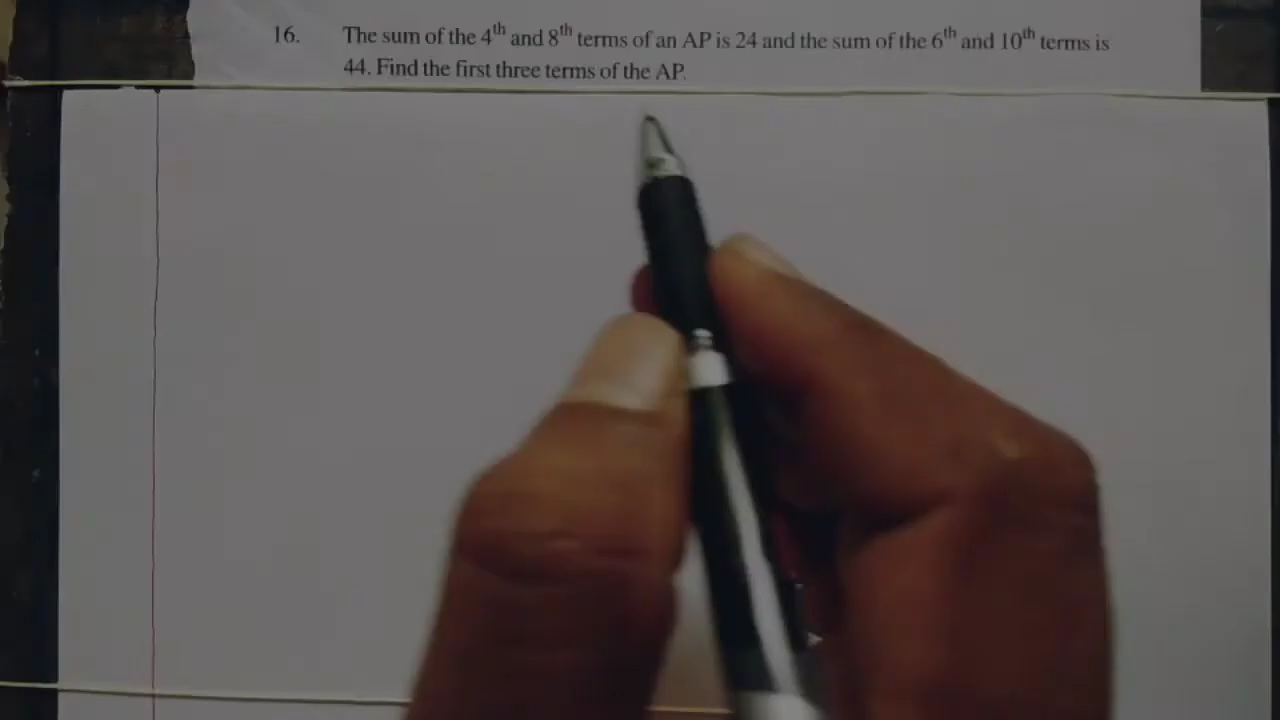 16. The sum of the 4th and 8th terms of an AP is 24 and the sum of the 6th and 10th terms is
44. Find the first three terms of the AP.